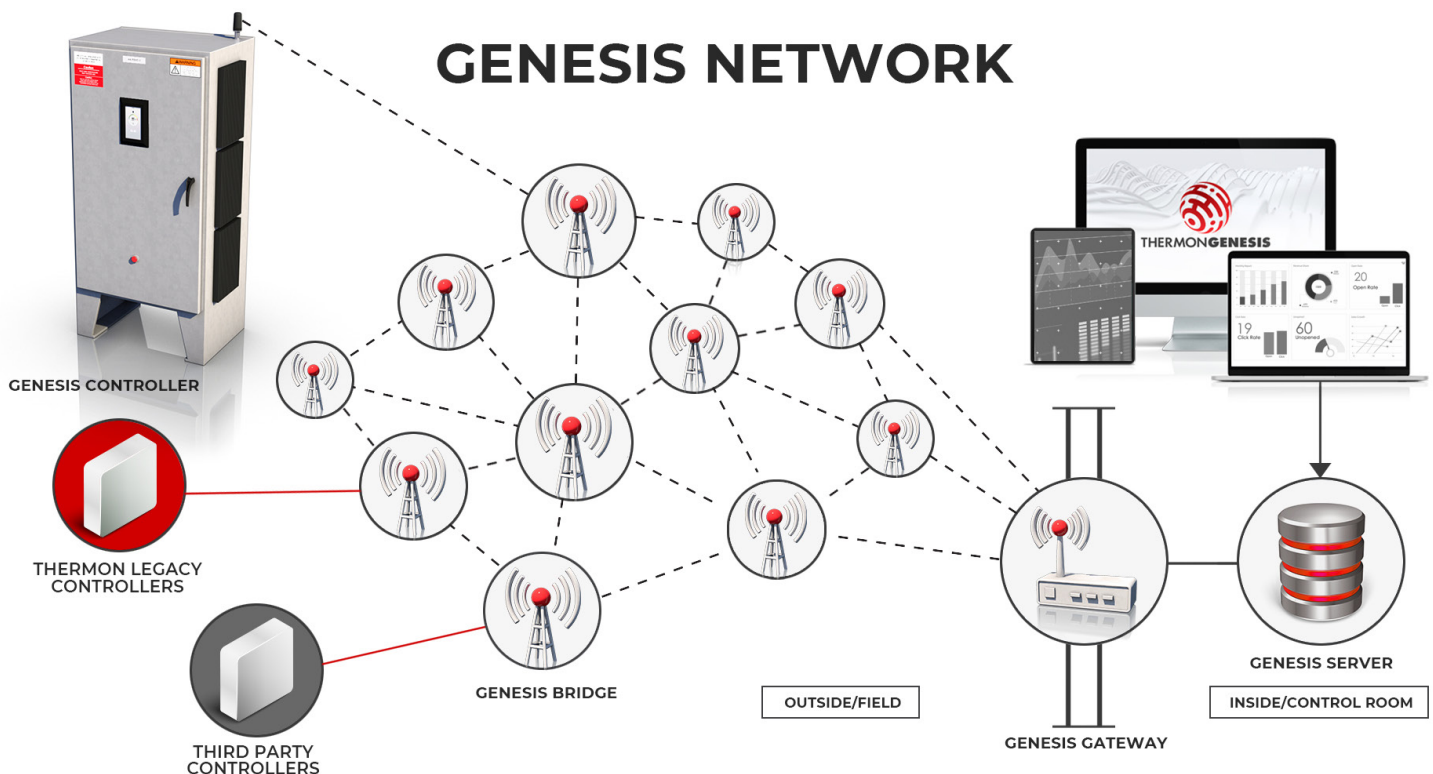 GENESIS NETWORK
THERMONGENESIS
20
Open Rate
19
Click Rate
60
Unopened
GENESIS CONTROLLER
THERMON LEGACY
CONTROLLERS
THIRD PARTY
CONTROLLERS
GENESIS BRIDGE
OUTSIDE/FIELD
GENESIS GATEWAY
GENESIS SERVER
INSIDE/CONTROL ROOM